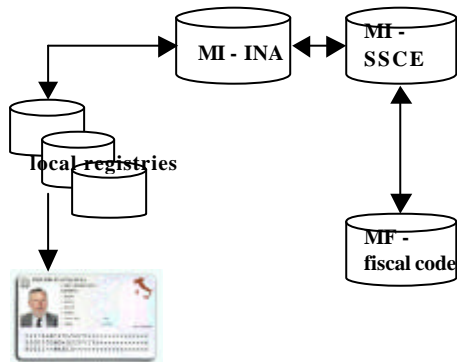 MI - INA
MI -
SSCE
local registries
MF -
fiscal code